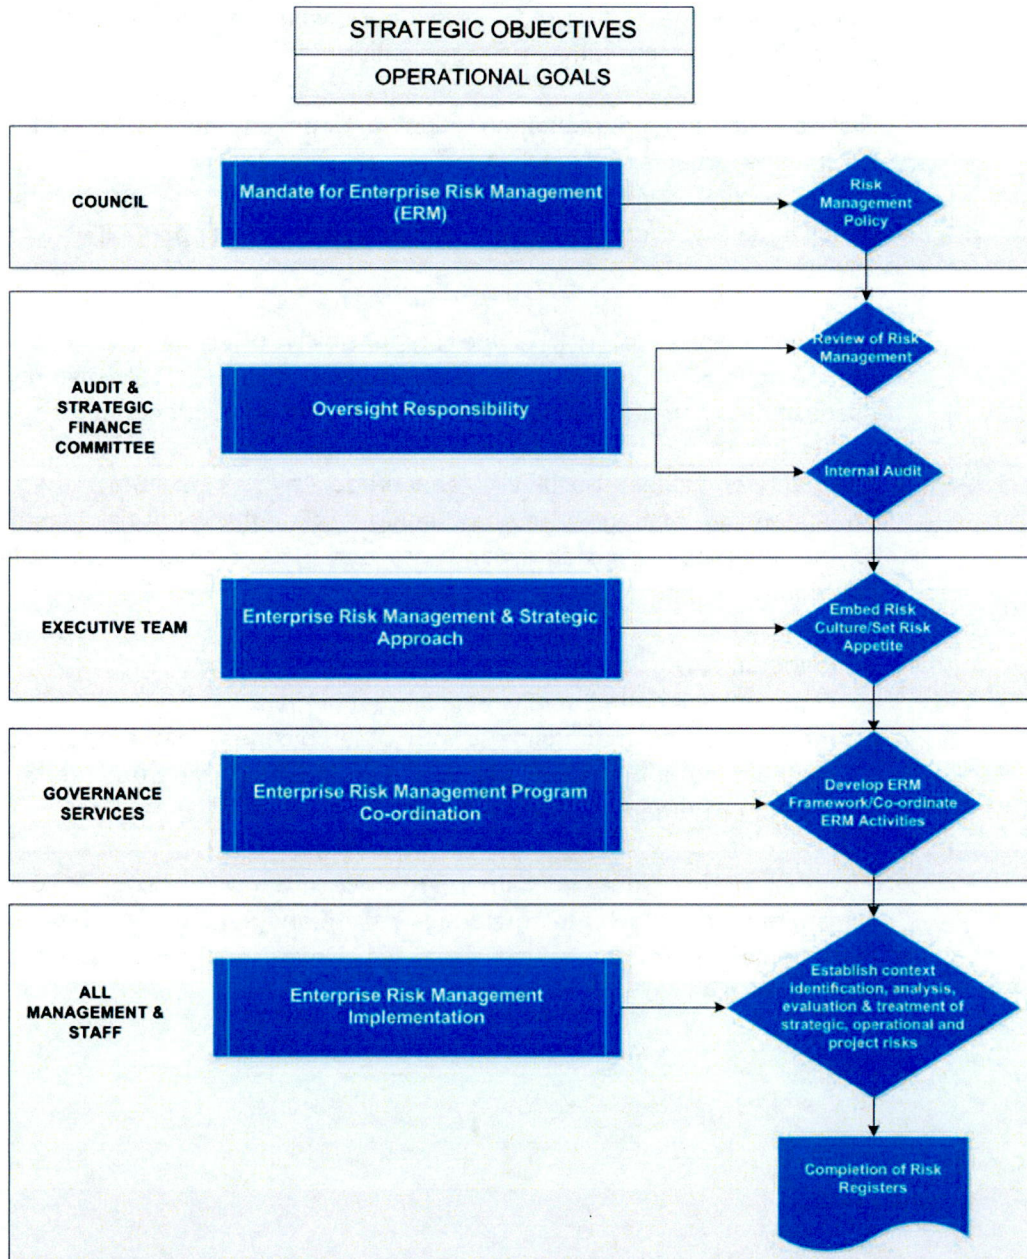 STRATEGIC OBJECTIVES
OPERATIONAL GOALS
COUNCIL
Mandate for Enterprise Risk Management
(ERM)
Risk
Management
Policy
AUDIT &
STRATEGIC
FINANCE
COMMITTEE
Oversight Responsibility
Review of Risk
Management
Internal Audit
EXECUTIVE TEAM
Enterprise Risk Management & Strategic
Approach
Embed Risk
Culture/Set Risk
Appetite
GOVERNANCE
SERVICES
Enterprise Risk Management Program
Co-ordination
Develop ERM
Framework/Co-ordinate
ERM Activities
ALL
MANAGEMENT &
STAFF
Enterprise Risk Management
Implementation
Establish context
identification, analysis,
evaluation & treatment of
strategic, operational and
project risks
Completion of Risk
Registers